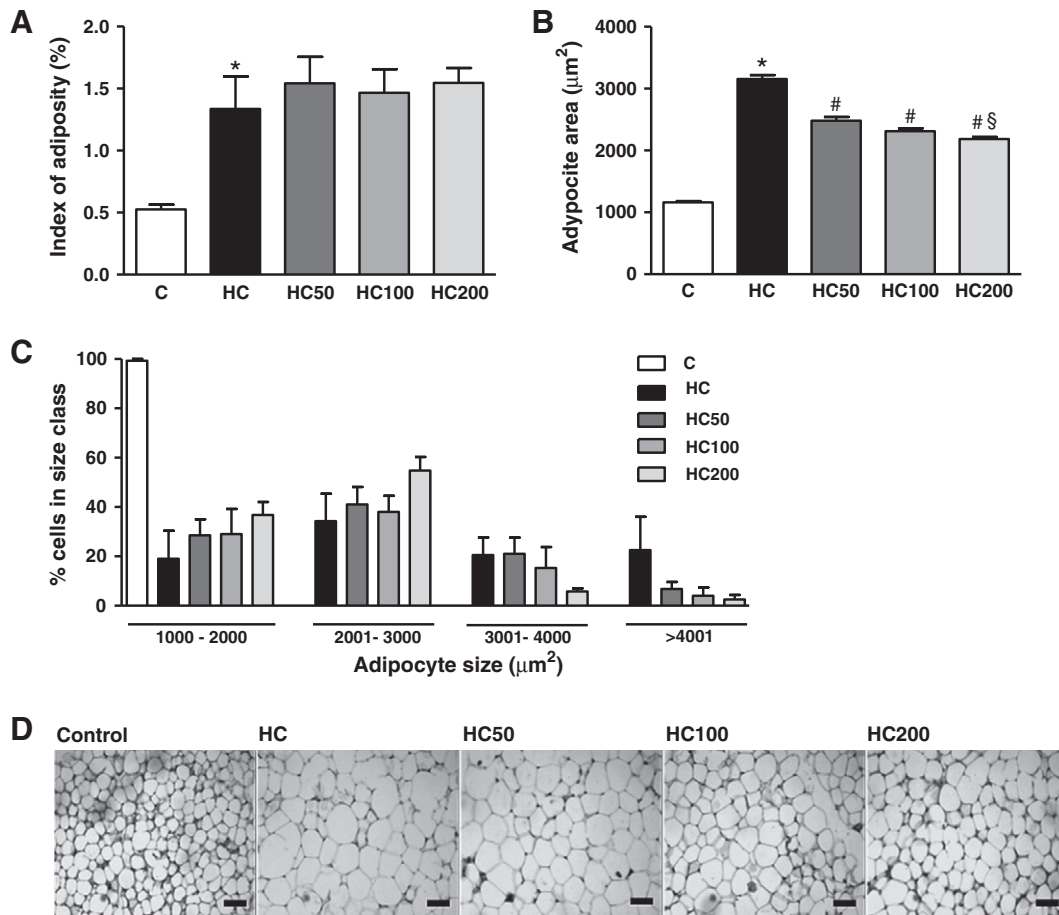 A
Index of adiposity (%)
2.0
1.5
1.0
0.5
0.0
*
C HC HC50 HC100 HC200
B
Adypocite area (μm²)
4000
3000
2000
1000
0
*
# # # §
C HC HC50 HC100 HC200
C
% cells in size class
100
80
60
40
20
0
C
HC
HC50
HC100
HC200
1000 - 2000 2001- 3000 3001- 4000 >4001
Adipocyte size (μm²)
D
Control HC HC50 HC100 HC200